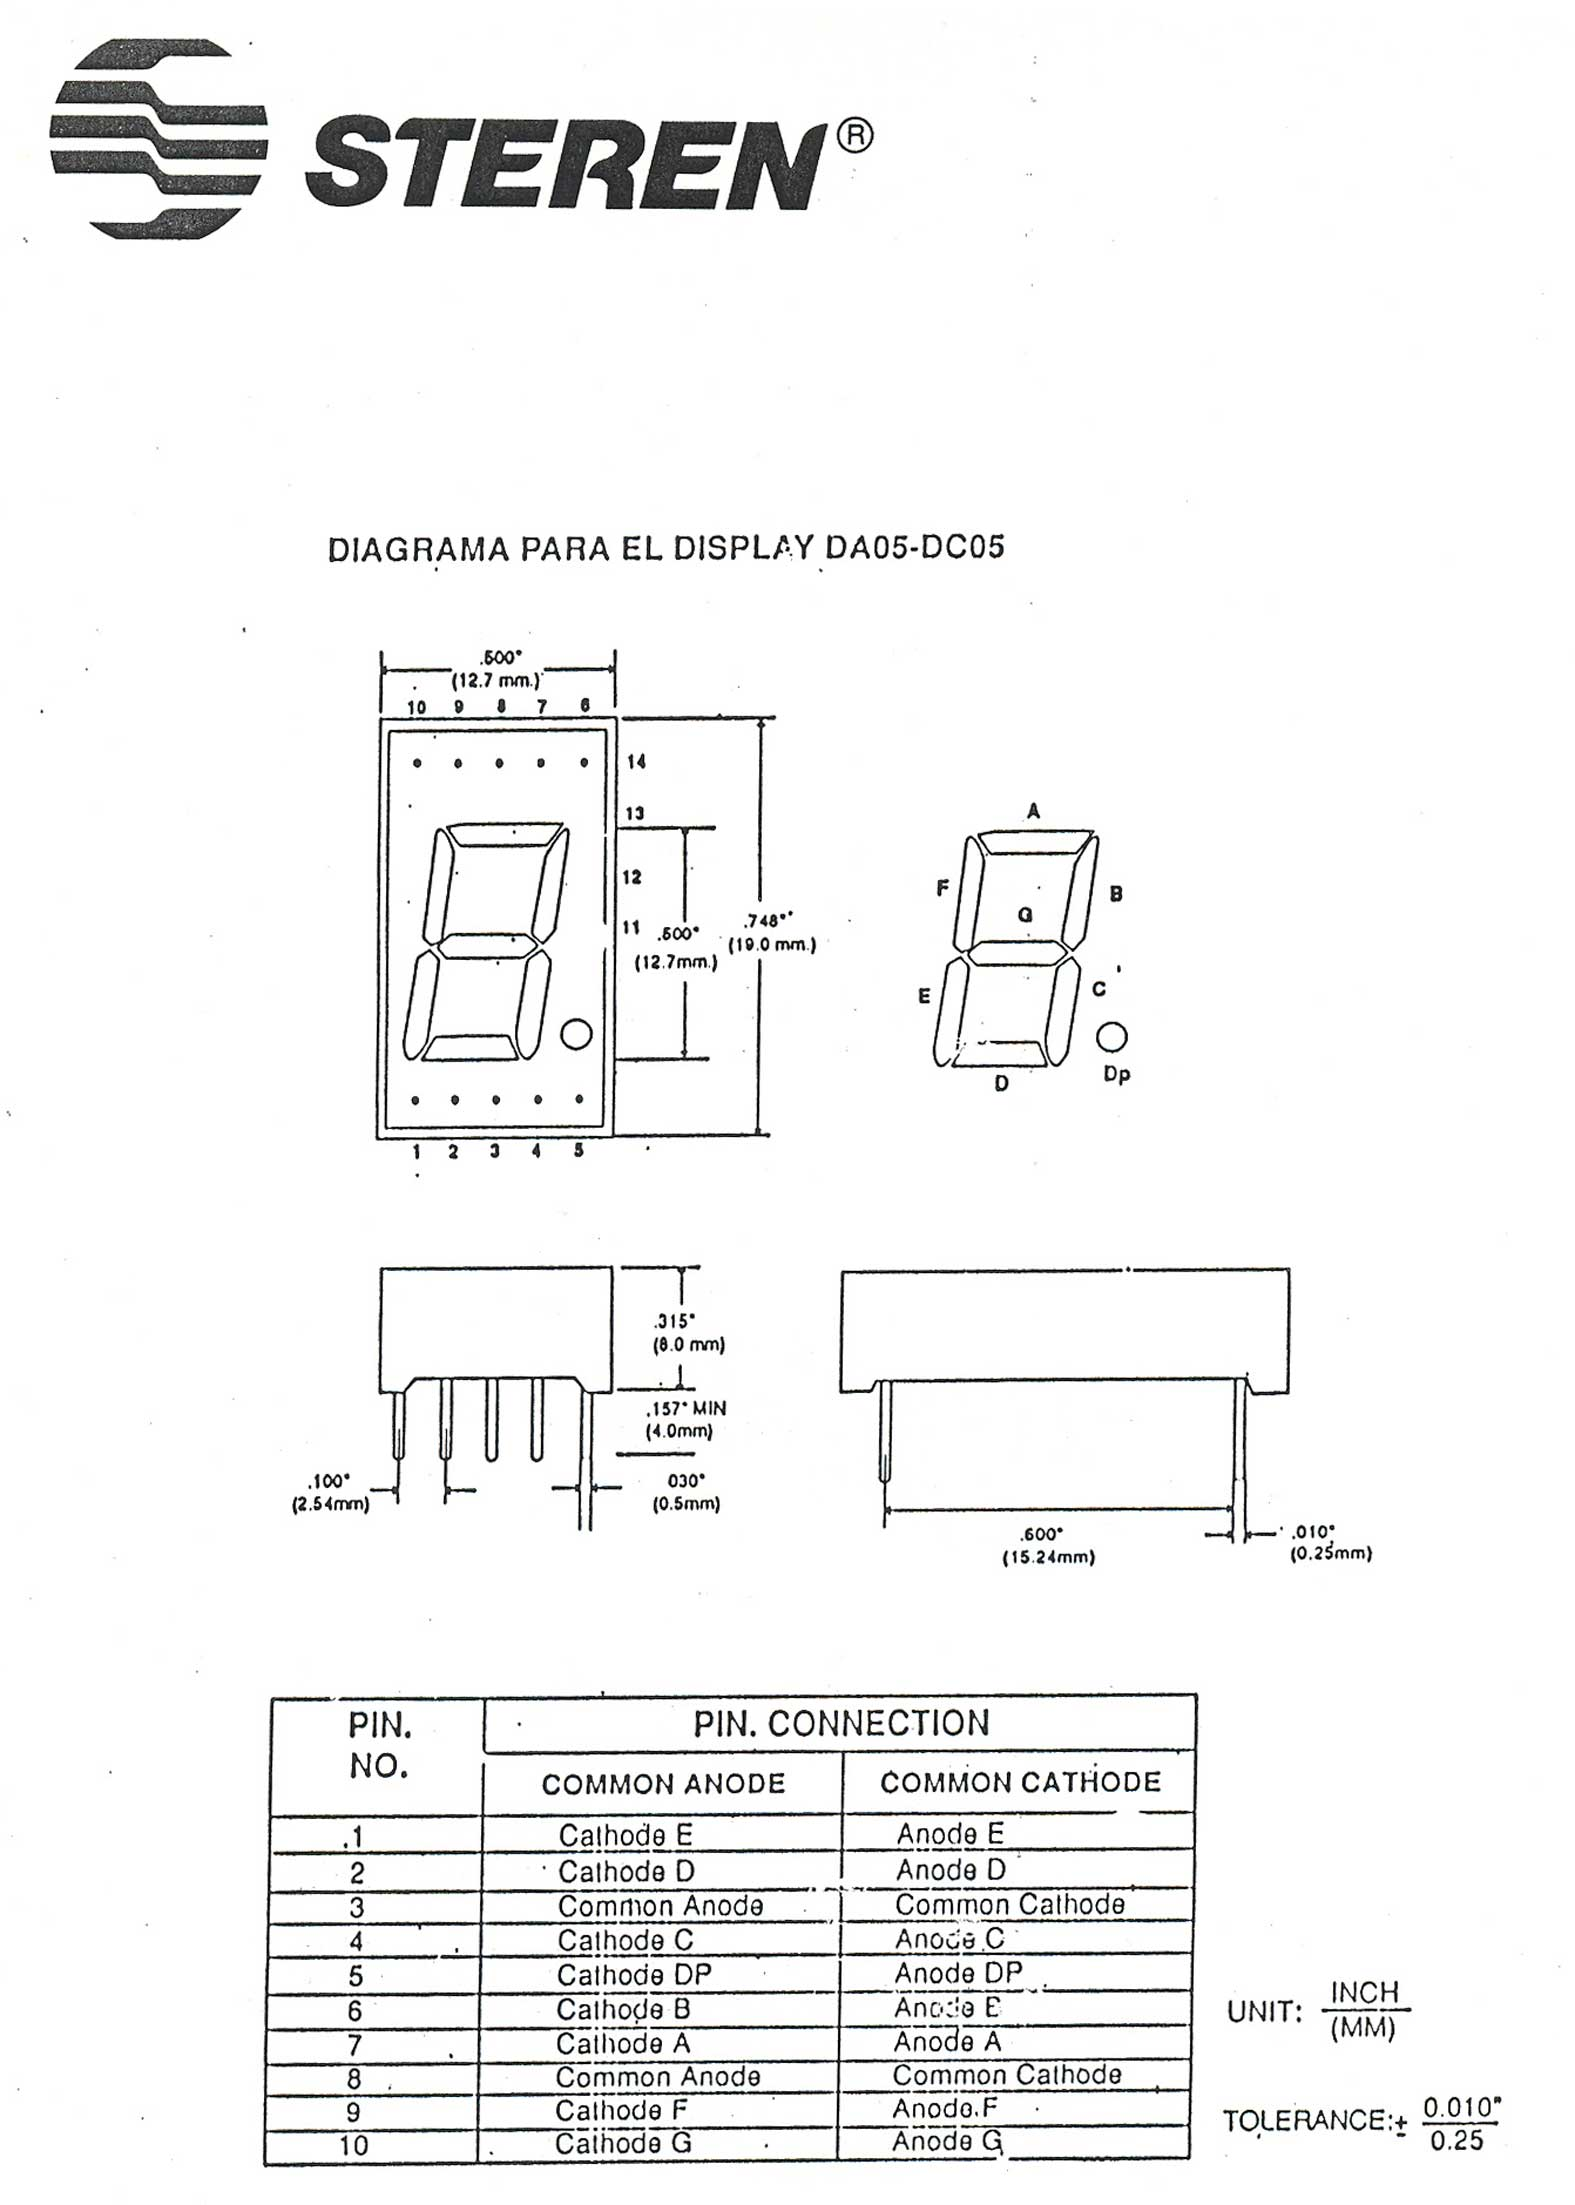 STEREN®
DIAGRAMA PARA EL DISPLAY DA05-DC05
.500"
(12.7 mm.)
10 9 8 7 6
14
13
12
11
.500"
(12.7mm.)
.748"
(19.0 mm.)
1 2 3 4 5
A
F
B
G
E
C
D
Dp
.315"
(8.0 mm)
.157" MIN
(4.0mm)
.100"
(2.54mm)
030"
(0.5mm)
.600"
(15.24mm)
.010"
(0.25mm)
PIN. NO. PIN. CONNECTION
COMMON ANODE COMMON CATHODE
1 Cathode E Anode E
2 Cathode D Anode D
3 Common Anode Common Cathode
4 Cathode C Anode C
5 Cathode DP Anode DP
6 Cathode B Anode
7 Cathode A Anode A
8 Common Anode Common Cathode
9 Cathode F Anode F
10 Cathode G Anode G
UNIT: INCH
(MM)
TOLERANCE:± 0.010"
0.25